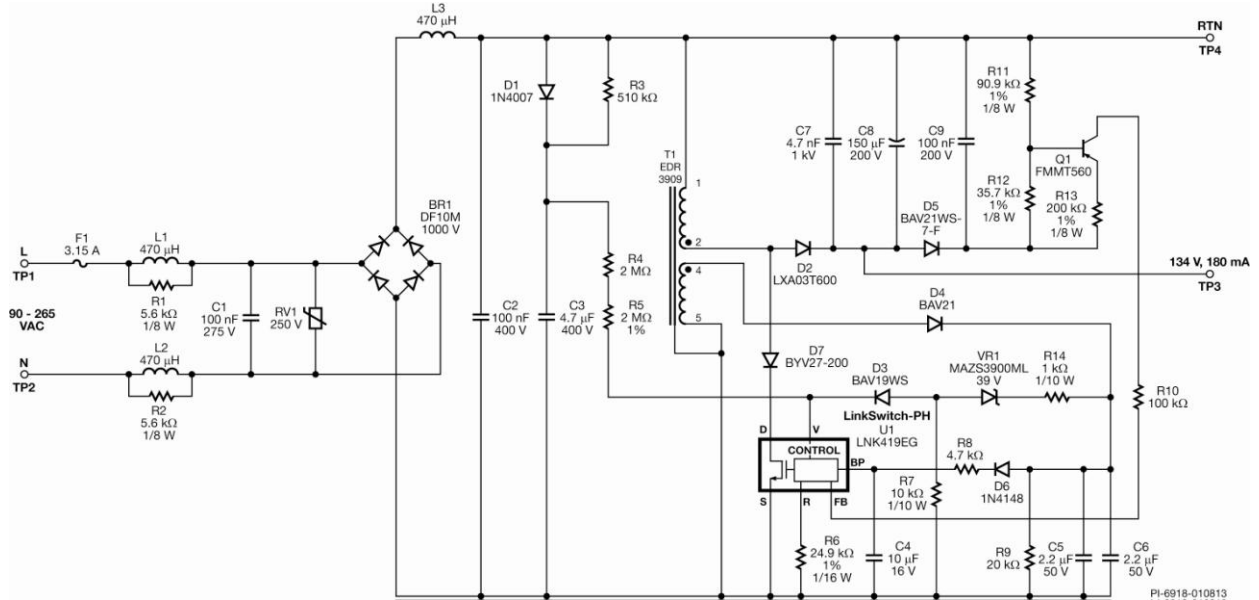 L3
470 μH
RTN
TP4
D1
1N4007
R3
510 kΩ
C7
4.7 nF
1 kV
C8
150 μF
200 V
C9
100 nF
200 V
R11
90.9 kΩ
1%
1/8 W
Q1
FMMT560
T1
EDR
3909
1
2
4
5
R12
35.7 kΩ
1%
1/8 W
R13
200 kΩ
1%
1/8 W
D5
BAV21WS-
7-F
BR1
DF10M
1000 V
L
TP1
F1
3.15 A
L1
470 μH
R1
5.6 kΩ
1/8 W
90 - 265
VAC
C1
100 nF
275 V
RV1
250 V
L2
470 μH
N
TP2
R2
5.6 kΩ
1/8 W
C2
100 nF
400 V
C3
4.7 μF
400 V
R4
2 MΩ
R5
2 MΩ
1%
D2
LXA03T600
134 V, 180 mA
TP3
D4
BAV21
D7
BYV27-200
D3
BAV19WS
VR1
MAZS3900ML
39 V
R14
1 kΩ
1/10 W
R10
100 kΩ
LinkSwitch-PH
U1
LNK419EG
D
V
CONTROL
BP
S
R
FB
R8
4.7 kΩ
D6
1N4148
R7
10 kΩ
1/10 W
R6
24.9 kΩ
1%
1/16 W
C4
10 μF
16 V
R9
20 kΩ
C5
2.2 μF
50 V
C6
2.2 μF
50 V
PI-6918-010813